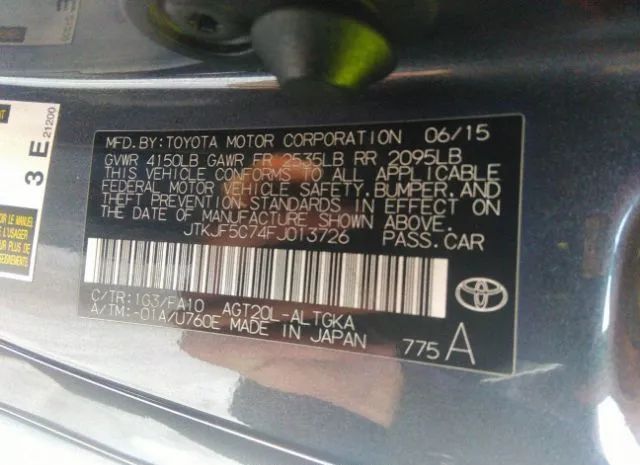 3 E
21200
MFD. BY: TOYOTA MOTOR CORPORATION 06/15
GVWR 4150LB GAWR FR 2535LB RR 2095LB
THIS VEHICLE CONFORMS TO ALL APPLICABLE
FEDERAL MOTOR VEHICLE SAFETY, BUMPER, AND
THEFT PREVENTION STANDARDS IN EFFECT ON
THE DATE OF MANUFACTURE SHOWN ABOVE.
JTKJF5C74FJ013726 PASS. CAR
C/TR: 1G3/FA10 AGT20L-ALTGKA
A/TM: -01A/U760E MADE IN JAPAN
775 A